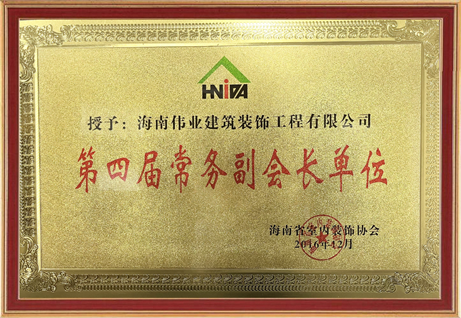 HNIDA
授予：海南伟业建筑装饰工程有限公司
第四届常务副会长单位
海南省室内装饰协会
2016年12月